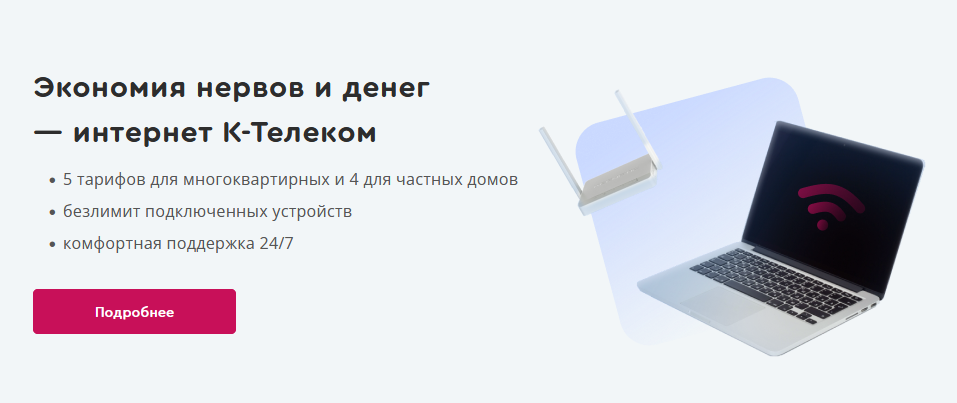 Экономия нервов и денег
— интернет К-Телеком
• 5 тарифов для многоквартирных и 4 для частных домов
• безлимит подключенных устройств
• комфортная поддержка 24/7
Подробнее